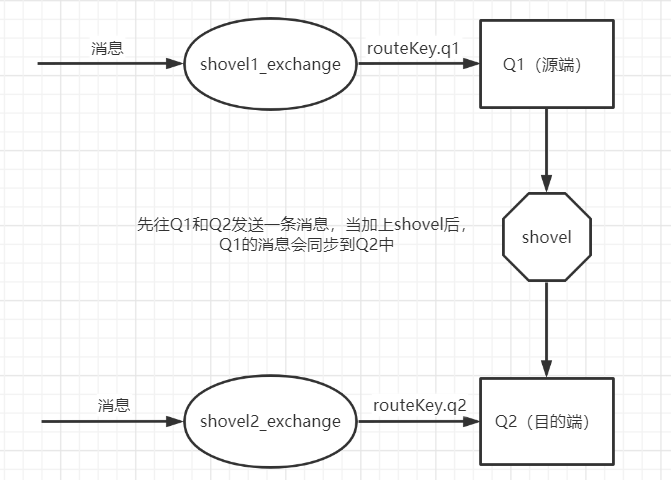 消息
shovel1_exchange
routeKey.q1
Q1（源端）
先往Q1和Q2发送一条消息，当加上shovel后，
Q1的消息会同步到Q2中
shovel
消息
shovel2_exchange
routeKey.q2
Q2（目的端）